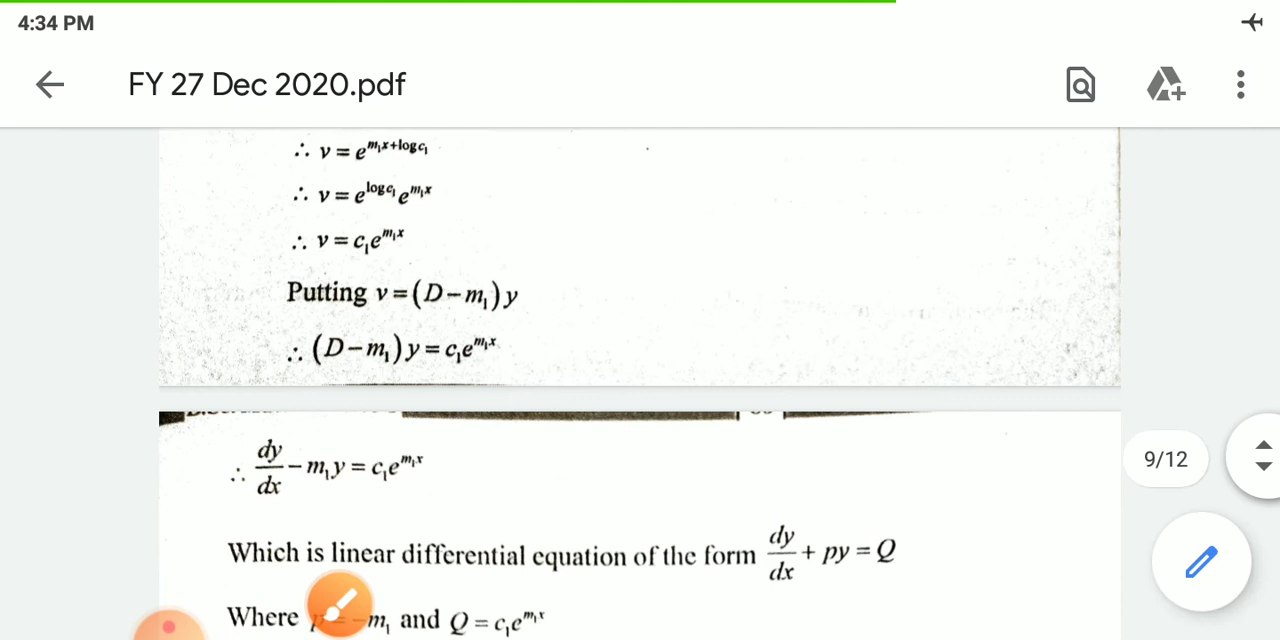 4:34 PM
FY 27 Dec 2020.pdf
∴ v = e^{m₁x+log c₁}
∴ v = e^{log c₁} e^{m₁x}
∴ v = c₁e^{m₁x}
Putting v = (D − m₁) y
∴ (D − m₁) y = c₁e^{m₁x}
∴ dy/dx − m₁y = c₁e^{m₁x}
9/12
Which is linear differential equation of the form dy/dx + py = Q
Where − m₁ and Q = c₁e^{m₁x}